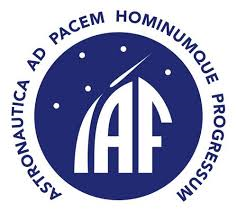 ASTRONAUTICA AD PACEM HOMINUMQUE PROGRESSUM
IAF